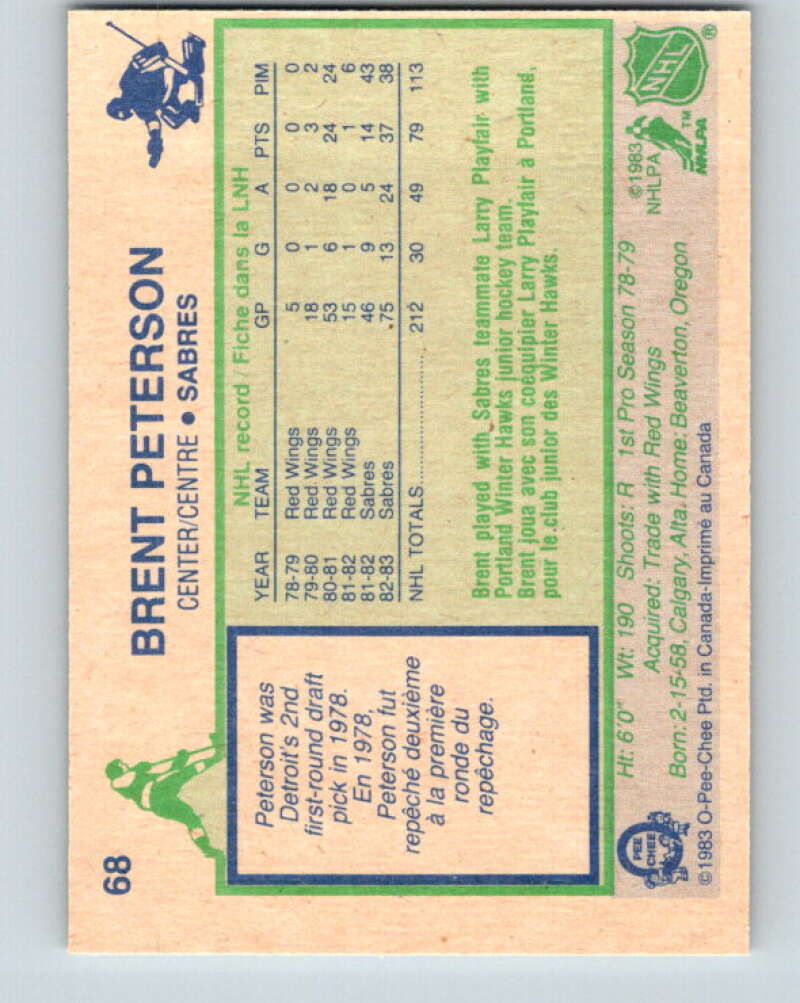 68
BRENT PETERSON
CENTER/CENTRE • SABRES
Peterson was
Detroit's 2nd
first-round draft
pick in 1978.
En 1978,
Peterson fut
repêché deuxième
à la première
ronde du
repêchage.
NHL record / Fiche dans la LNH
YEAR TEAM GP G A PTS PIM
78-79 Red Wings 5 0 0 0 0
79-80 Red Wings 18 1 2 3 2
80-81 Red Wings 53 6 18 24 24
81-82 Red Wings 15 1 0 1 6
81-82 Sabres 46 9 5 14 43
82-83 Sabres 75 13 24 37 38
NHL TOTALS 212 30 49 79 113
Brent played with Sabres teammate Larry Playfair with
Portland Winter Hawks junior hockey team.
Brent joua avec son coequipier Larry Playfair à Portland,
pour le club junior des Winter Hawks.
PEE
CHEE
Ht: 6'0" Wt: 190 Shoots: R 1st Pro Season 78-79
Acquired: Trade with Red Wings
Born: 2-15-58, Calgary, Alta. Home: Beaverton, Oregon
©1983 O-Pee-Chee Ptd. in Canada-Imprimé au Canada
©1983
NHLPA
NHL ®
NHLPA ™